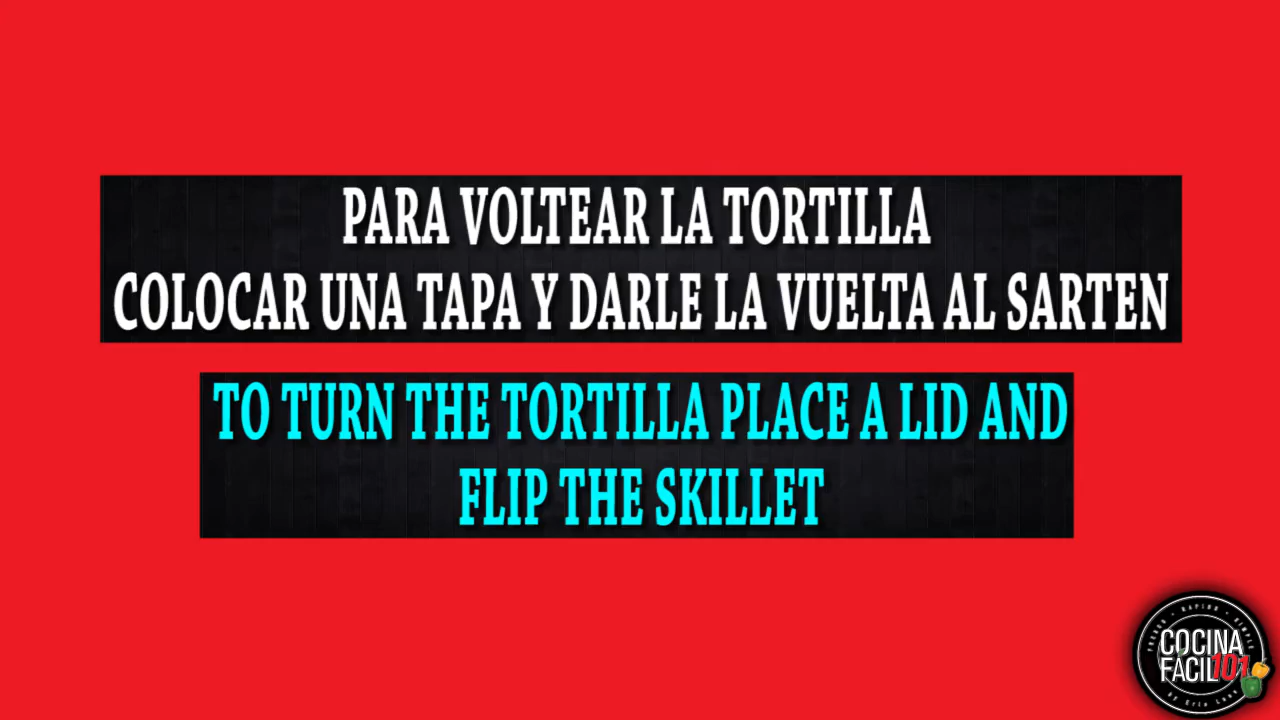 PARA VOLTEAR LA TORTILLA
COLOCAR UNA TAPA Y DARLE LA VUELTA AL SARTEN
TO TURN THE TORTILLA PLACE A LID AND
FLIP THE SKILLET
COCINA
FÁCIL101